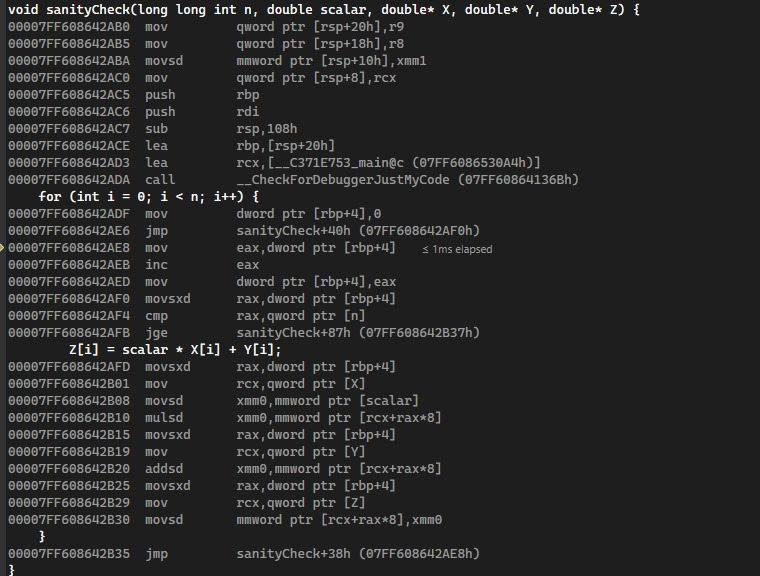 void sanityCheck(long long int n, double scalar, double* X, double* Y, double* Z) {
00007FF608642AB0 mov qword ptr [rsp+20h],r9
00007FF608642AB5 mov qword ptr [rsp+18h],r8
00007FF608642ABA movsd mmword ptr [rsp+10h],xmm1
00007FF608642AC0 mov qword ptr [rsp+8],rcx
00007FF608642AC5 push rbp
00007FF608642AC6 push rdi
00007FF608642AC7 sub rsp,108h
00007FF608642ACE lea rbp,[rsp+20h]
00007FF608642AD3 lea rcx,[__C371E753_main@c (07FF6086530A4h)]
00007FF608642ADA call __CheckForDebuggerJustMyCode (07FF60864136Bh)
for (int i = 0; i < n; i++) {
00007FF608642ADF mov dword ptr [rbp+4],0
00007FF608642AE6 jmp sanityCheck+40h (07FF608642AF0h)
00007FF608642AE8 mov eax,dword ptr [rbp+4] ≤ 1ms elapsed
00007FF608642AEB inc eax
00007FF608642AED mov dword ptr [rbp+4],eax
00007FF608642AF0 movsxd rax,dword ptr [rbp+4]
00007FF608642AF4 cmp rax,qword ptr [n]
00007FF608642AFB jge sanityCheck+87h (07FF608642B37h)
Z[i] = scalar * X[i] + Y[i];
00007FF608642AFD movsxd rax,dword ptr [rbp+4]
00007FF608642B01 mov rcx,qword ptr [X]
00007FF608642B08 movsd xmm0,mmword ptr [scalar]
00007FF608642B10 mulsd xmm0,mmword ptr [rcx+rax*8]
00007FF608642B15 movsxd rax,dword ptr [rbp+4]
00007FF608642B19 mov rcx,qword ptr [Y]
00007FF608642B20 addsd xmm0,mmword ptr [rcx+rax*8]
00007FF608642B25 movsxd rax,dword ptr [rbp+4]
00007FF608642B29 mov rcx,qword ptr [Z]
00007FF608642B30 movsd mmword ptr [rcx+rax*8],xmm0
}
00007FF608642B35 jmp sanityCheck+38h (07FF608642AE8h)
}